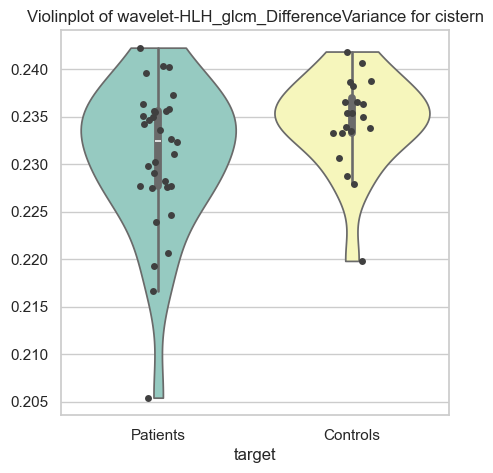 Violinplot of wavelet-HLH_glcm_DifferenceVariance for cistern
0.240
0.235
0.230
0.225
0.220
0.215
0.210
0.205
Patients
Controls
target